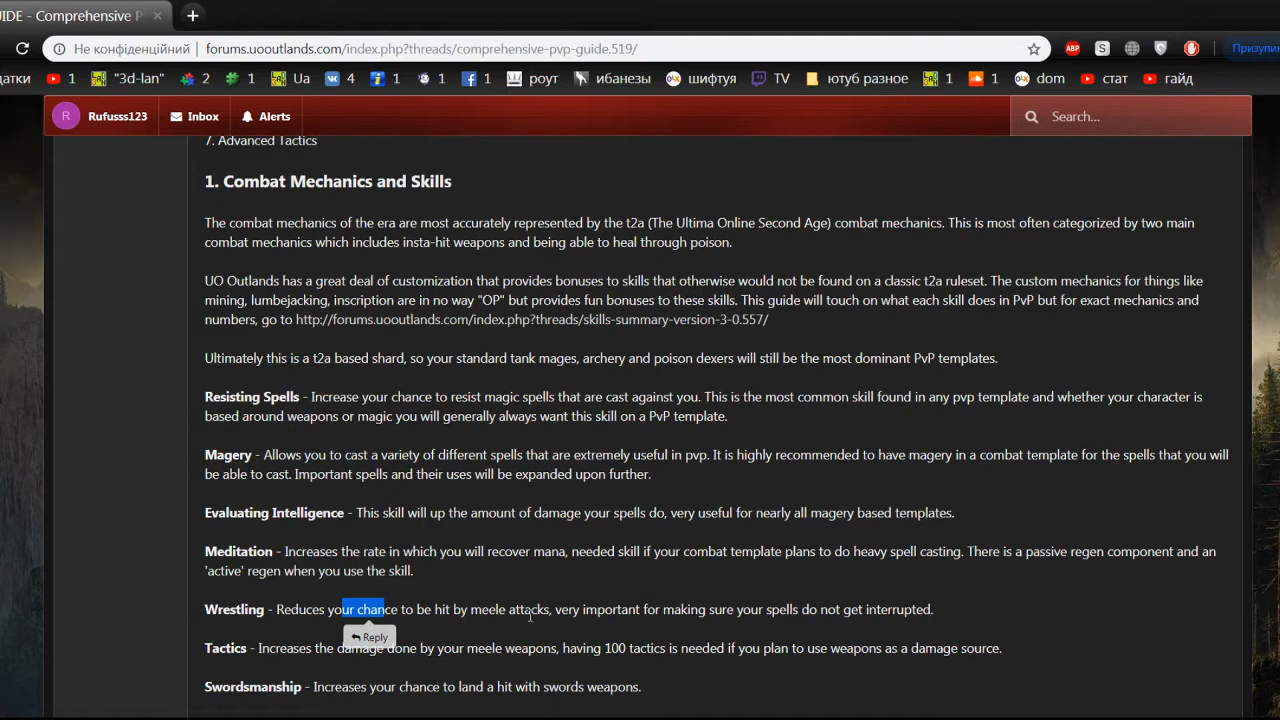 IDE - Comprehensive P
Не конфіденційний forums.uooutlands.com/index.php?threads/comprehensive-pvp-guide.519/
ABP S Призупин
датки 1 "3d-lan" 2 1 Ua 4 1 1 1 роут ибанезы шифтуя TV ютуб разное 1 1 dom стат гайд
R Rufusss123 Inbox Alerts Search...
7. Advanced Tactics
1. Combat Mechanics and Skills
The combat mechanics of the era are most accurately represented by the t2a (The Ultima Online Second Age) combat mechanics. This is most often categorized by two main
combat mechanics which includes insta-hit weapons and being able to heal through poison.
UO Outlands has a great deal of customization that provides bonuses to skills that otherwise would not be found on a classic t2a ruleset. The custom mechanics for things like
mining, lumbejacking, inscription are in no way "OP" but provides fun bonuses to these skills. This guide will touch on what each skill does in PvP but for exact mechanics and
numbers, go to http://forums.uooutlands.com/index.php?threads/skills-summary-version-3-0.557/
Ultimately this is a t2a based shard, so your standard tank mages, archery and poison dexers will still be the most dominant PvP templates.
Resisting Spells - Increase your chance to resist magic spells that are cast against you. This is the most common skill found in any pvp template and whether your character is
based around weapons or magic you will generally always want this skill on a PvP template.
Magery - Allows you to cast a variety of different spells that are extremely useful in pvp. It is highly recommended to have magery in a combat template for the spells that you will
be able to cast. Important spells and their uses will be expanded upon further.
Evaluating Intelligence - This skill will up the amount of damage your spells do, very useful for nearly all magery based templates.
Meditation - Increases the rate in which you will recover mana, needed skill if your combat template plans to do heavy spell casting. There is a passive regen component and an
'active' regen when you use the skill.
Wrestling - Reduces your chance to be hit by meele attacks, very important for making sure your spells do not get interrupted.
Reply
Tactics - Increases the damage done by your meele weapons, having 100 tactics is needed if you plan to use weapons as a damage source.
Swordsmanship - Increases your chance to land a hit with swords weapons.